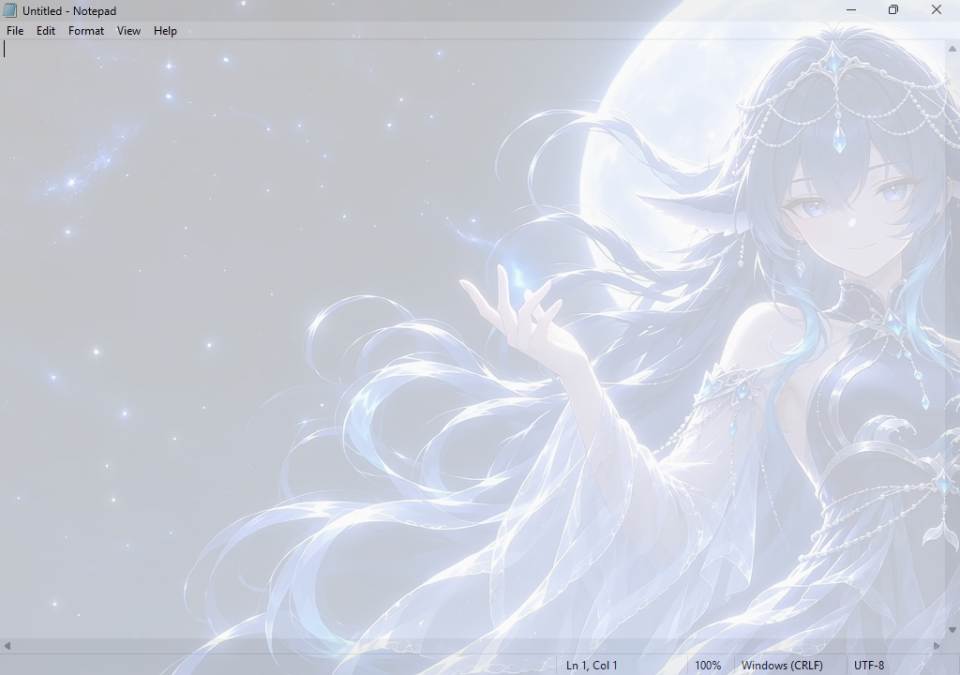 Untitled - Notepad
File Edit Format View Help
Ln 1, Col 1 100% Windows (CRLF) UTF-8